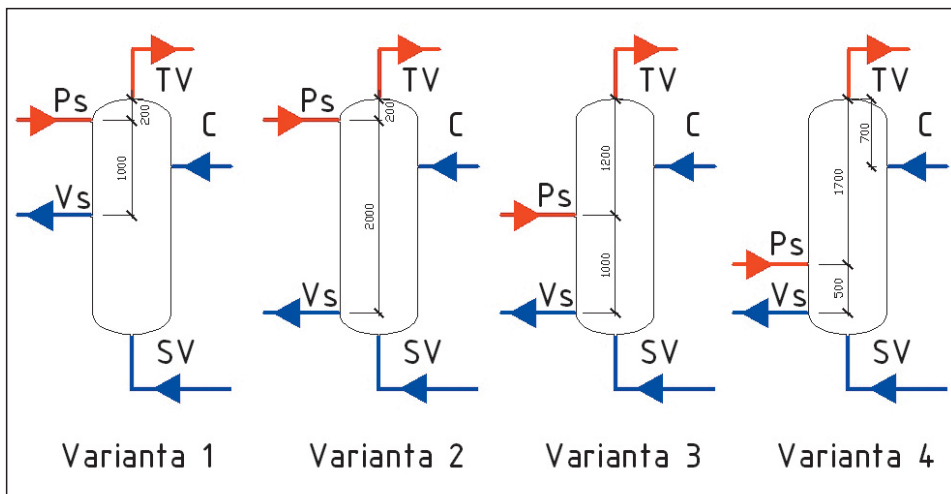 TV
Ps
200
C
1000
Vs
SV
Varianta 1
TV
Ps
200
C
2000
Vs
SV
Varianta 2
TV
C
1200
Ps
1000
Vs
SV
Varianta 3
TV
700
C
1700
Ps
500
Vs
SV
Varianta 4